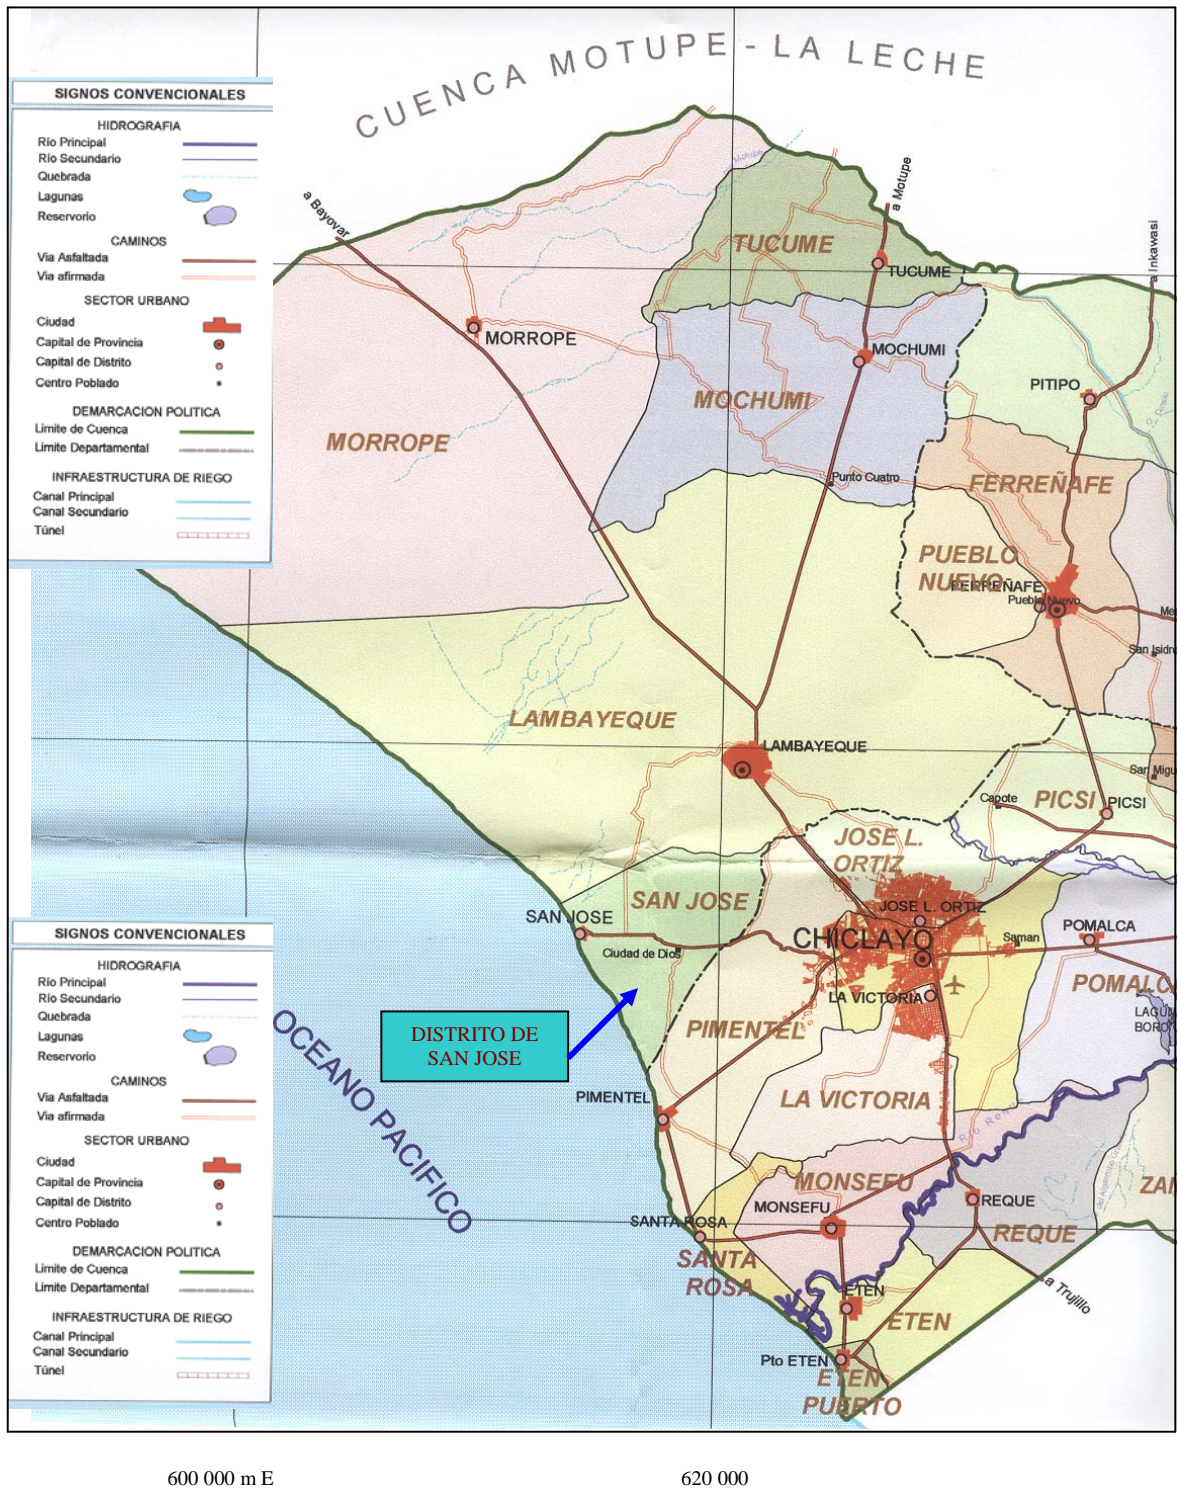 CUENCA MOTUPE - LA LECHE
SIGNOS CONVENCIONALES
HIDROGRAFIA
Río Principal
Río Secundario
Quebrada
Lagunas
Reservorio
CAMINOS
Via Asfaltada
Via afirmada
SECTOR URBANO
Ciudad
Capital de Provincia
Capital de Distrito
Centro Poblado
DEMARCACION POLITICA
Limite de Cuenca
Limite Departamental
INFRAESTRUCTURA DE RIEGO
Canal Principal
Canal Secundario
Túnel
a Bayovar
a Motupe
a Inkawasi
Motupe
TUCUME
TUCUME
MORROPE
MOCHUMI
PITIPO
MOCHUMI
MORROPE
Punto Cuatro
FERREÑAFE
PUEBLO
NUEVO
FERREÑAFE
Pueblo Nuevo
San Isidro
LAMBAYEQUE
LAMBAYEQUE
San Migu
Capote
PICSI
PICSI
JOSE L.
ORTIZ
SAN JOSE
SAN JOSE
JOSE L. ORTIZ
POMALCA
CHICLAYO
Saman
Ciudad de Dios
LA VICTORIA
POMALC
LAGUN
BORO
PIMENTEL
DISTRITO DE
SAN JOSE
OCEANO PACIFICO
PIMENTEL
LA VICTORIA
MONSEFU
MONSEFU
REQUE
REQUE
ZAÑ
SANTA ROSA
SANTA
ROSA
a Trujillo
ETEN
ETEN
Pto ETEN
ETEN
PUERTO
SIGNOS CONVENCIONALES
HIDROGRAFIA
Río Principal
Río Secundario
Quebrada
Lagunas
Reservorio
CAMINOS
Via Asfaltada
Via afirmada
SECTOR URBANO
Ciudad
Capital de Provincia
Capital de Distrito
Centro Poblado
DEMARCACION POLITICA
Limite de Cuenca
Limite Departamental
INFRAESTRUCTURA DE RIEGO
Canal Principal
Canal Secundario
Túnel
600 000 m E
620 000